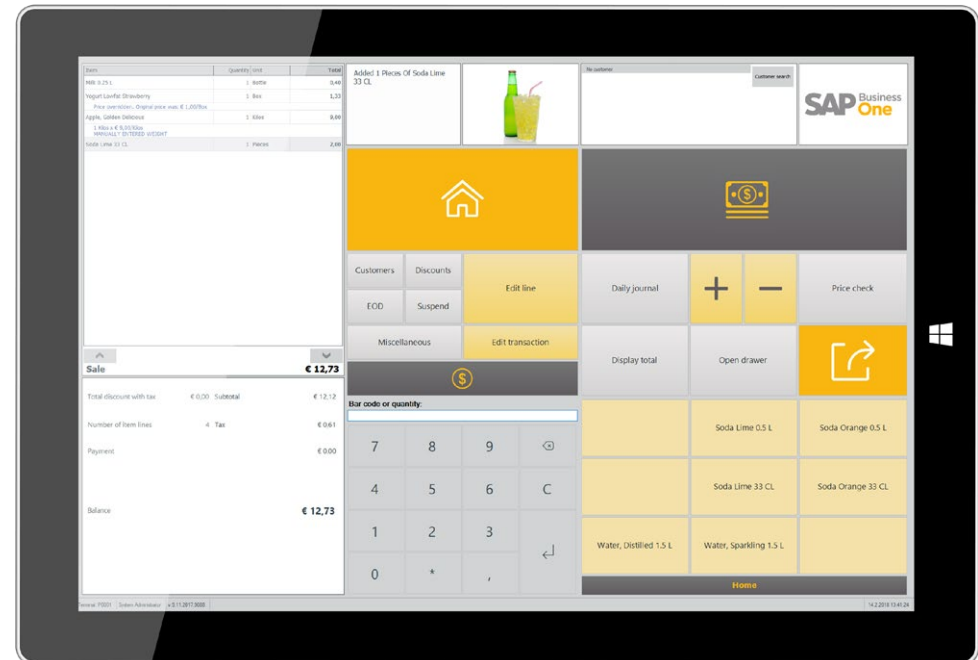 Item Quantity Unit Total
Milk 0.25 L 1 Bottle 0,40
Yogurt Lowfat Strawberry 1 Box 1,33
Price overridden, Original price was: € 1,00/Box
Apple, Golden Delicious 1 Kilos 9,00
MANUALLY ENTERED WEIGHT
Soda Lime 33 CL 1 Pieces 2,00
Sale € 12,73
Total discount with tax € 0,00 Subtotal € 12,12
Number of item lines 4 Tax € 0,61
Payment € 0,00
Balance € 12,73
Added 1 Pieces Of Soda Lime
33 CL
No customer
Customer search
SAP Business
One
Customers Discounts
EOD Suspend
Edit line
Miscellaneous
Edit transaction
Daily journal
+ −
Price check
Display total
Open drawer
Bar code or quantity:
7 8 9
4 5 6 C
1 2 3
0 * ,
Soda Lime 0.5 L Soda Orange 0.5 L
Soda Lime 33 CL Soda Orange 33 CL
Water, Distilled 1.5 L Water, Sparkling 1.5 L
Home
System Administrator
14.2.2018 13:41:24